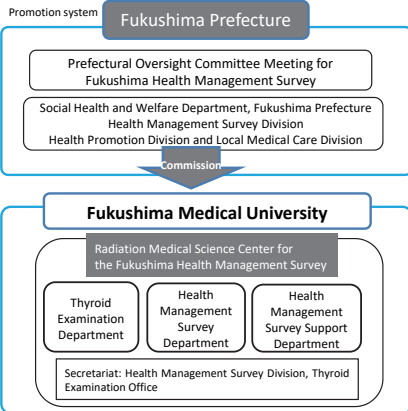 Promotion system
Fukushima Prefecture
Prefectural Oversight Committee Meeting for
Fukushima Health Management Survey
Social Health and Welfare Department, Fukushima Prefecture
Health Management Survey Division
Health Promotion Division and Local Medical Care Division
Commission
Fukushima Medical University
Radiation Medical Science Center for
the Fukushima Health Management Survey
Thyroid
Examination
Department
Health
Management
Survey
Department
Health
Management
Survey Support
Department
Secretariat: Health Management Survey Division, Thyroid
Examination Office